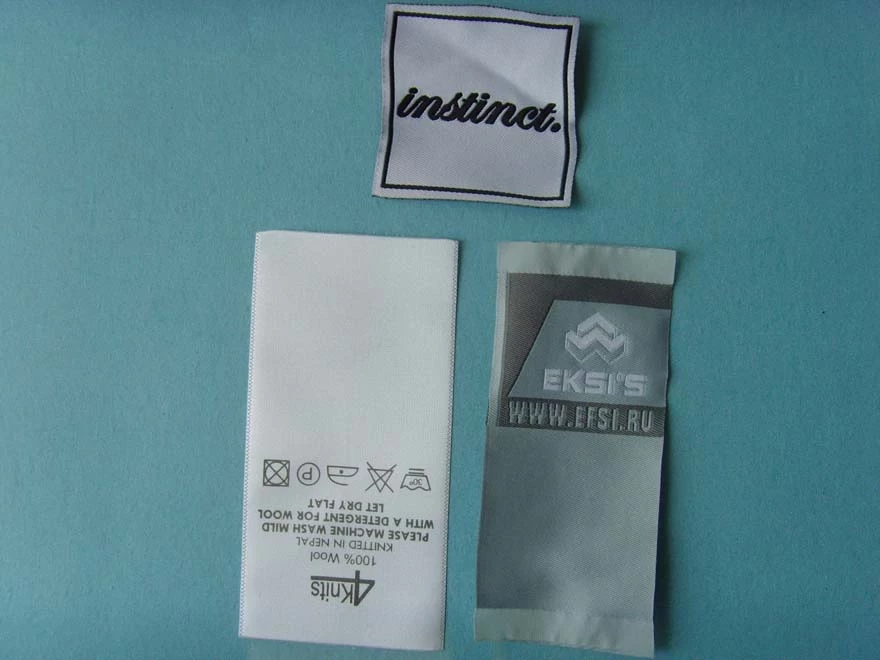 instinct.
EKSI'S
WWW.EFSI.RU
4Knits
100% Wool
KNITTED IN NEPAL
PLEASE MACHINE WASH MILD
WITH A DETERGENT FOR WOOL
LET DRY FLAT
30° P